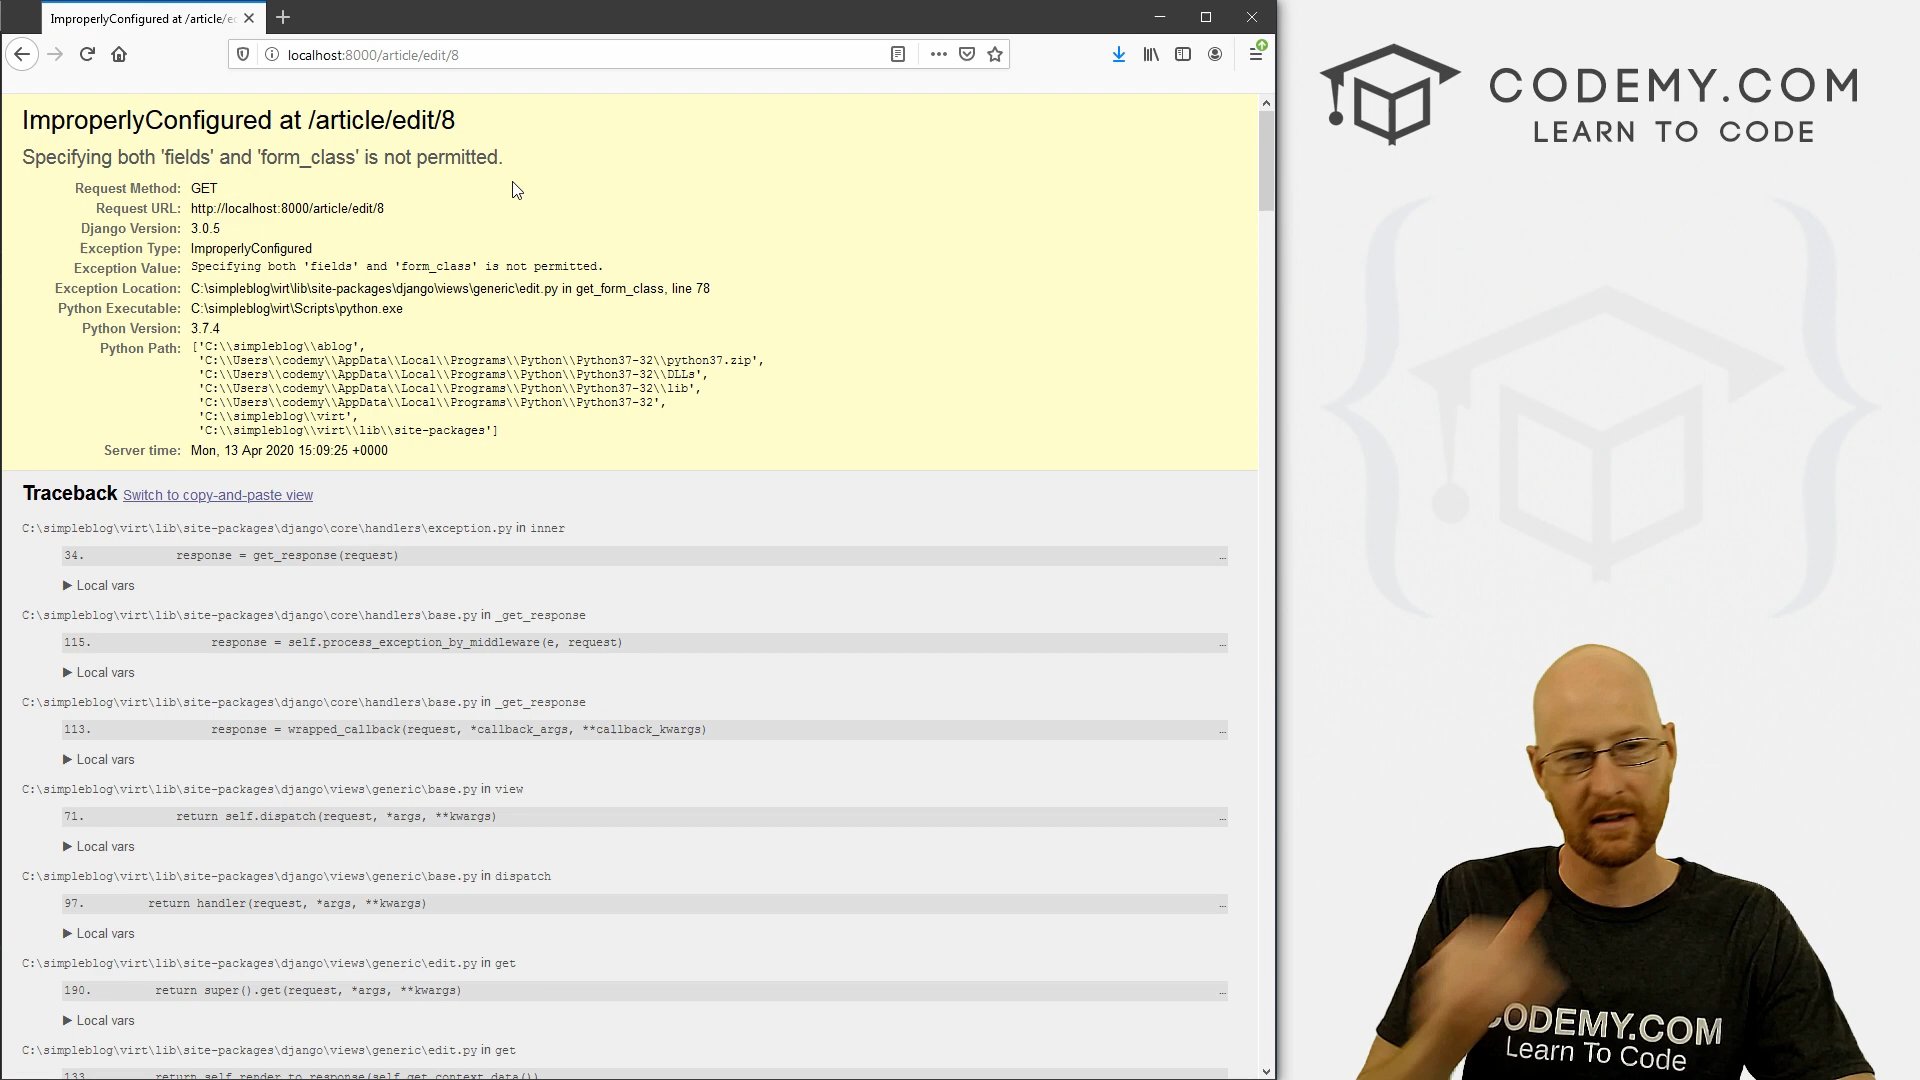 ImproperlyConfigured at /article/e
localhost:8000/article/edit/8
ImproperlyConfigured at /article/edit/8
Specifying both 'fields' and 'form_class' is not permitted.
Request Method: GET
Request URL: http://localhost:8000/article/edit/8
Django Version: 3.0.5
Exception Type: ImproperlyConfigured
Exception Value: Specifying both 'fields' and 'form_class' is not permitted.
Exception Location: C:\simpleblog\virt\lib\site-packages\django\views\generic\edit.py in get_form_class, line 78
Python Executable: C:\simpleblog\virt\Scripts\python.exe
Python Version: 3.7.4
Python Path: ['C:\\simpleblog\\ablog',
'C:\\Users\\codemy\\AppData\\Local\\Programs\\Python\\Python37-32\\python37.zip',
'C:\\Users\\codemy\\AppData\\Local\\Programs\\Python\\Python37-32\\DLLs',
'C:\\Users\\codemy\\AppData\\Local\\Programs\\Python\\Python37-32\\lib',
'C:\\Users\\codemy\\AppData\\Local\\Programs\\Python\\Python37-32',
'C:\\simpleblog\\virt',
'C:\\simpleblog\\virt\\lib\\site-packages']
Server time: Mon, 13 Apr 2020 15:09:25 +0000
Traceback Switch to copy-and-paste view
C:\simpleblog\virt\lib\site-packages\django\core\handlers\exception.py in inner
34. response = get_response(request) …
▶ Local vars
C:\simpleblog\virt\lib\site-packages\django\core\handlers\base.py in _get_response
115. response = self.process_exception_by_middleware(e, request) …
▶ Local vars
C:\simpleblog\virt\lib\site-packages\django\core\handlers\base.py in _get_response
113. response = wrapped_callback(request, *callback_args, **callback_kwargs) …
▶ Local vars
C:\simpleblog\virt\lib\site-packages\django\views\generic\base.py in view
71. return self.dispatch(request, *args, **kwargs) …
▶ Local vars
C:\simpleblog\virt\lib\site-packages\django\views\generic\base.py in dispatch
97. return handler(request, *args, **kwargs) …
▶ Local vars
C:\simpleblog\virt\lib\site-packages\django\views\generic\edit.py in get
190. return super().get(request, *args, **kwargs) …
▶ Local vars
C:\simpleblog\virt\lib\site-packages\django\views\generic\edit.py in get
133. return self.render_to_response(self.get_context_data())
CODEMY.COM
LEARN TO CODE
CODEMY.COM
Learn To Code